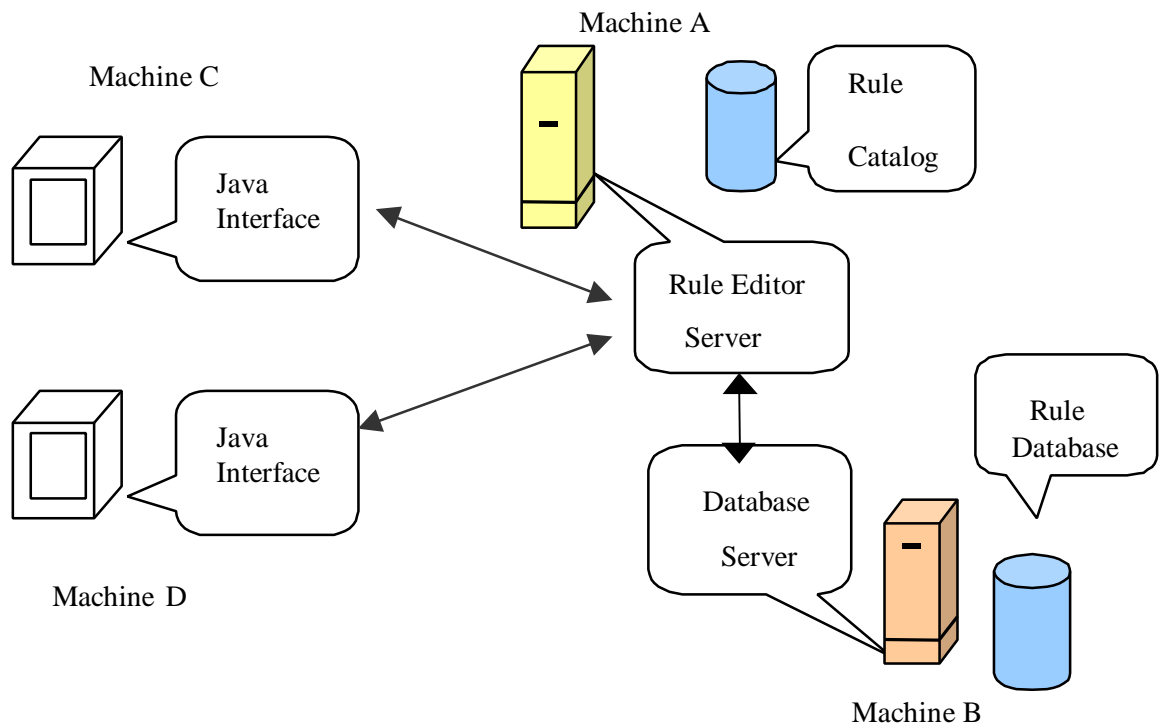 Machine A
Machine C
Rule
Catalog
Java
Interface
Rule Editor
Server
Java
Interface
Rule
Database
Database
Server
Machine D
Machine B